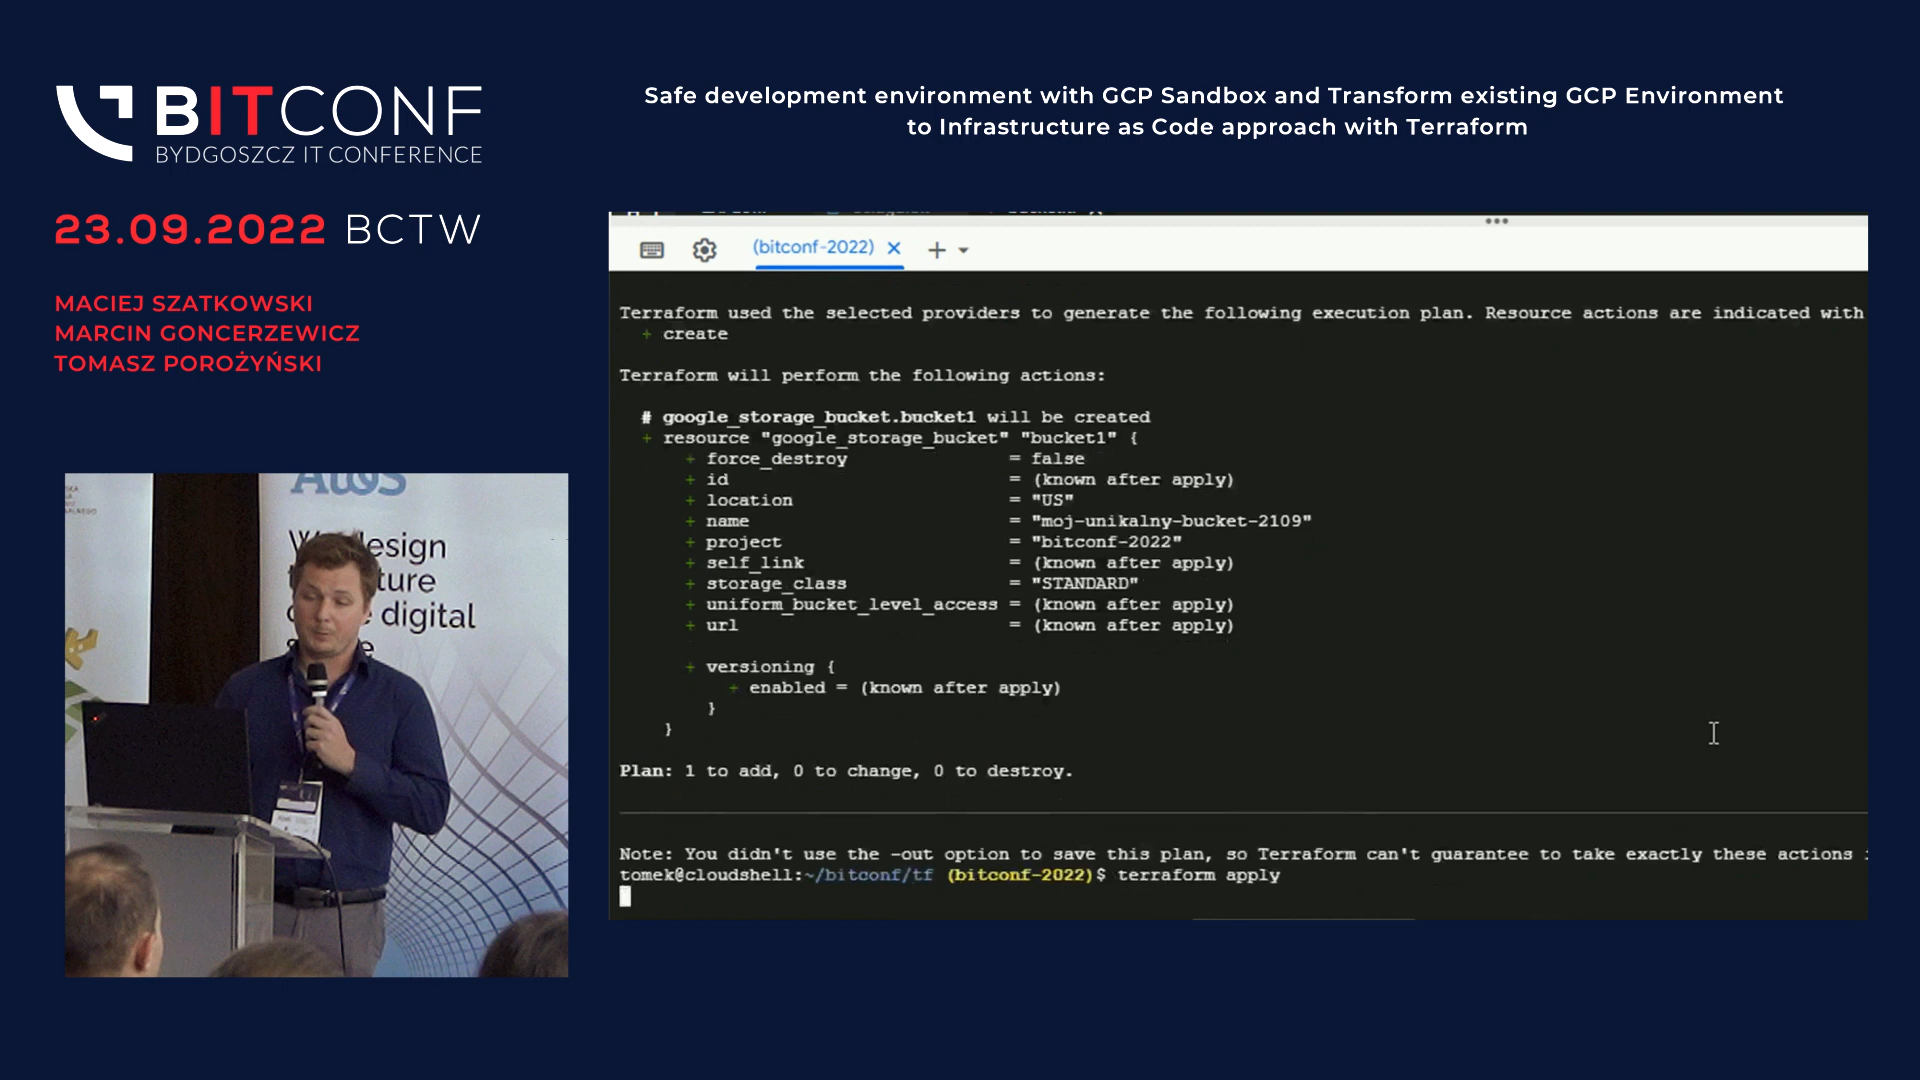 BITCONF
BYDGOSZCZ IT CONFERENCE
23.09.2022 BCTW
MACIEJ SZATKOWSKI
MARCIN GONCERZEWICZ
TOMASZ POROŻYŃSKI
Safe development environment with GCP Sandbox and Transform existing GCP Environment
to Infrastructure as Code approach with Terraform
(bitconf-2022)
Terraform used the selected providers to generate the following execution plan. Resource actions are indicated with
+ create
Terraform will perform the following actions:
# google_storage_bucket.bucket1 will be created
+ resource "google_storage_bucket" "bucket1" {
+ force_destroy = false
+ id = (known after apply)
+ location = "US"
+ name = "moj-unikalny-bucket-2109"
+ project = "bitconf-2022"
+ self_link = (known after apply)
+ storage_class = "STANDARD"
+ uniform_bucket_level_access = (known after apply)
+ url = (known after apply)
+ versioning {
+ enabled = (known after apply)
}
}
Plan: 1 to add, 0 to change, 0 to destroy.
Note: You didn't use the -out option to save this plan, so Terraform can't guarantee to take exactly these actions
tomek@cloudshell:~/bitconf/tf (bitconf-2022)$ terraform apply
digital